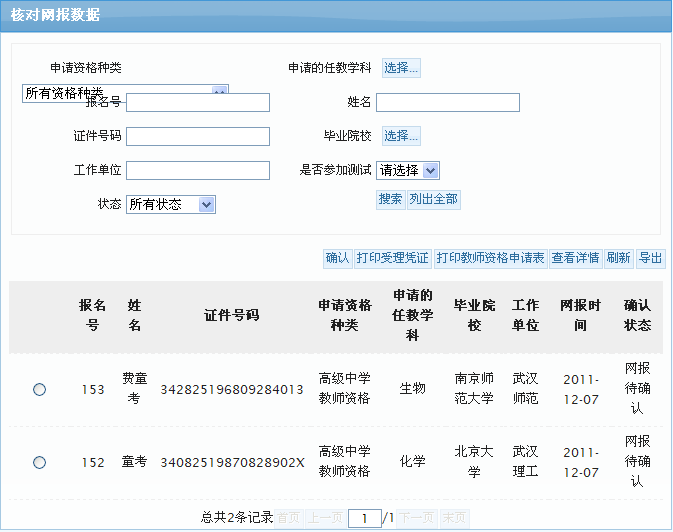 核对网报数据
申请资格种类 申请的任教学科 选择...
所有资格种类
报名号 姓名
证件号码 毕业院校 选择...
工作单位 是否参加测试 请选择
状态 所有状态 搜索 列出全部
确认 打印受理凭证 打印教师资格申请表 查看详情 刷新 导出
报名号 姓名 证件号码 申请资格种类 申请的任教学科 毕业院校 工作单位 网报时间 确认状态
153 费童考 342825196809284013 高级中学教师资格 生物 南京师范大学 武汉师范 2011-12-07 网报待确认
152 童考 34082519870828902X 高级中学教师资格 化学 北京大学 武汉理工 2011-12-07 网报待确认
总共2条记录 首页 上一页 1 /1 下一页 末页